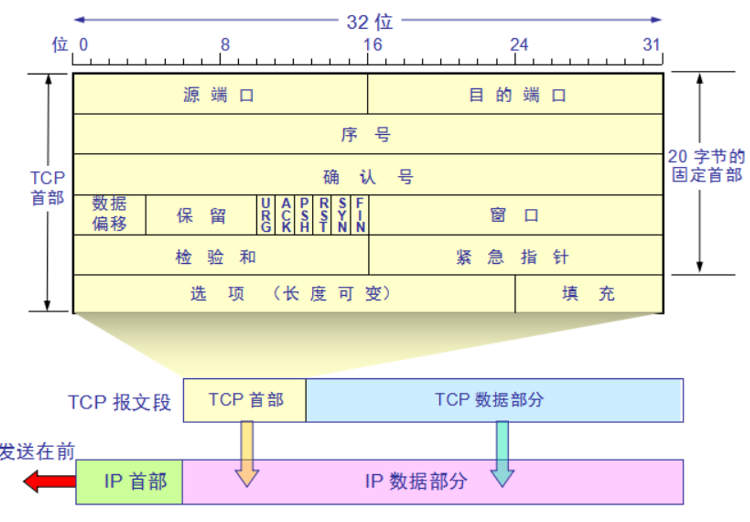 32 位
位 0 8 16 24 31
源 端 口 目 的 端 口
序 号
TCP
首部
20 字节的
固定首部
确 认 号
数据
偏移
保 留
URG
ACK
PSH
RST
SYN
FIN
窗 口
检 验 和 紧 急 指 针
选 项 （长 度 可 变） 填 充
TCP 报文段 TCP 首部 TCP 数据部分
发送在前
IP 首部 IP 数据部分